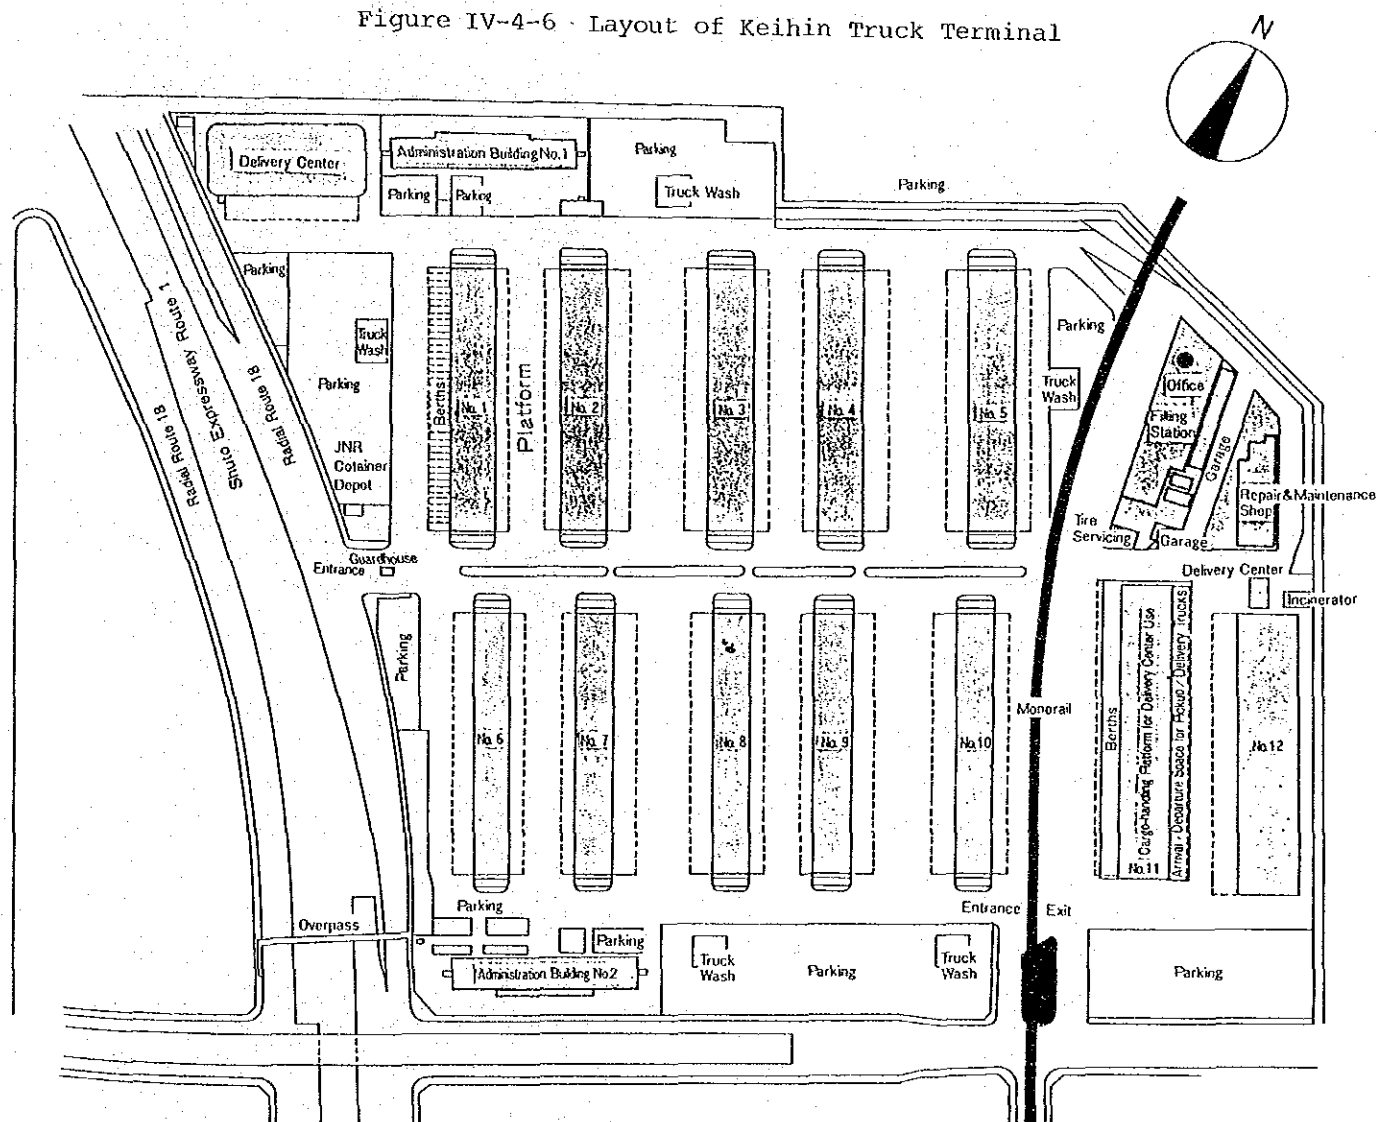 Figure IV-4-6 Layout of Keihin Truck Terminal
N
Delivery Center
Administration Building No.1
Parking
Parking
Parking
Truck Wash
Parking
Parking
Truck
Wash
Parking
JNR
Cotainer
Depot
Radial Route 18
Shuto Expressway Route 1
Radial Route 18
Berths
No. 1
Platform
No. 2
No. 3
No. 4
No. 5
Parking
Truck
Wash
Office
Filling
Station
Garage
Repair & Maintenance
Shop
Tire
Servicing
Garage
Guardhouse
Entrance
Delivery Center
Incinerator
Parking
No. 6
No. 7
No. 8
No. 9
No. 10
Monorail
Berths
Cargo-handing Platform for Delivery Center Use
Arrival - Departure Space for Pickup / Delivery Trucks
No. 11
No. 12
Parking
Entrance
Exit
Overpass
Parking
Administration Building No.2
Truck
Wash
Parking
Truck
Wash
Parking